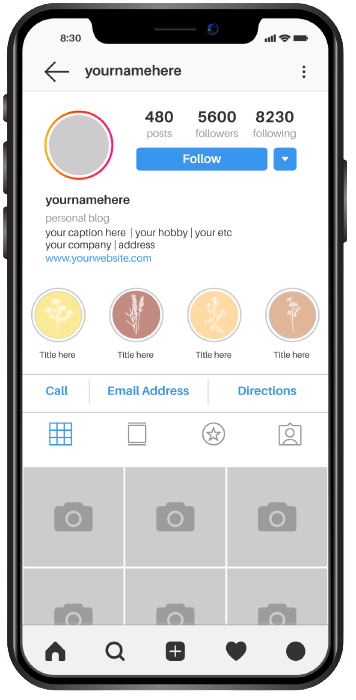 8:30
yournamehere
480 5600 8230
posts followers following
Follow
yournamehere
personal blog
your caption here | your hobby | your etc
your company | address
www.yourwebsite.com
Title here Title here Title here Title here
Call Email Address Directions